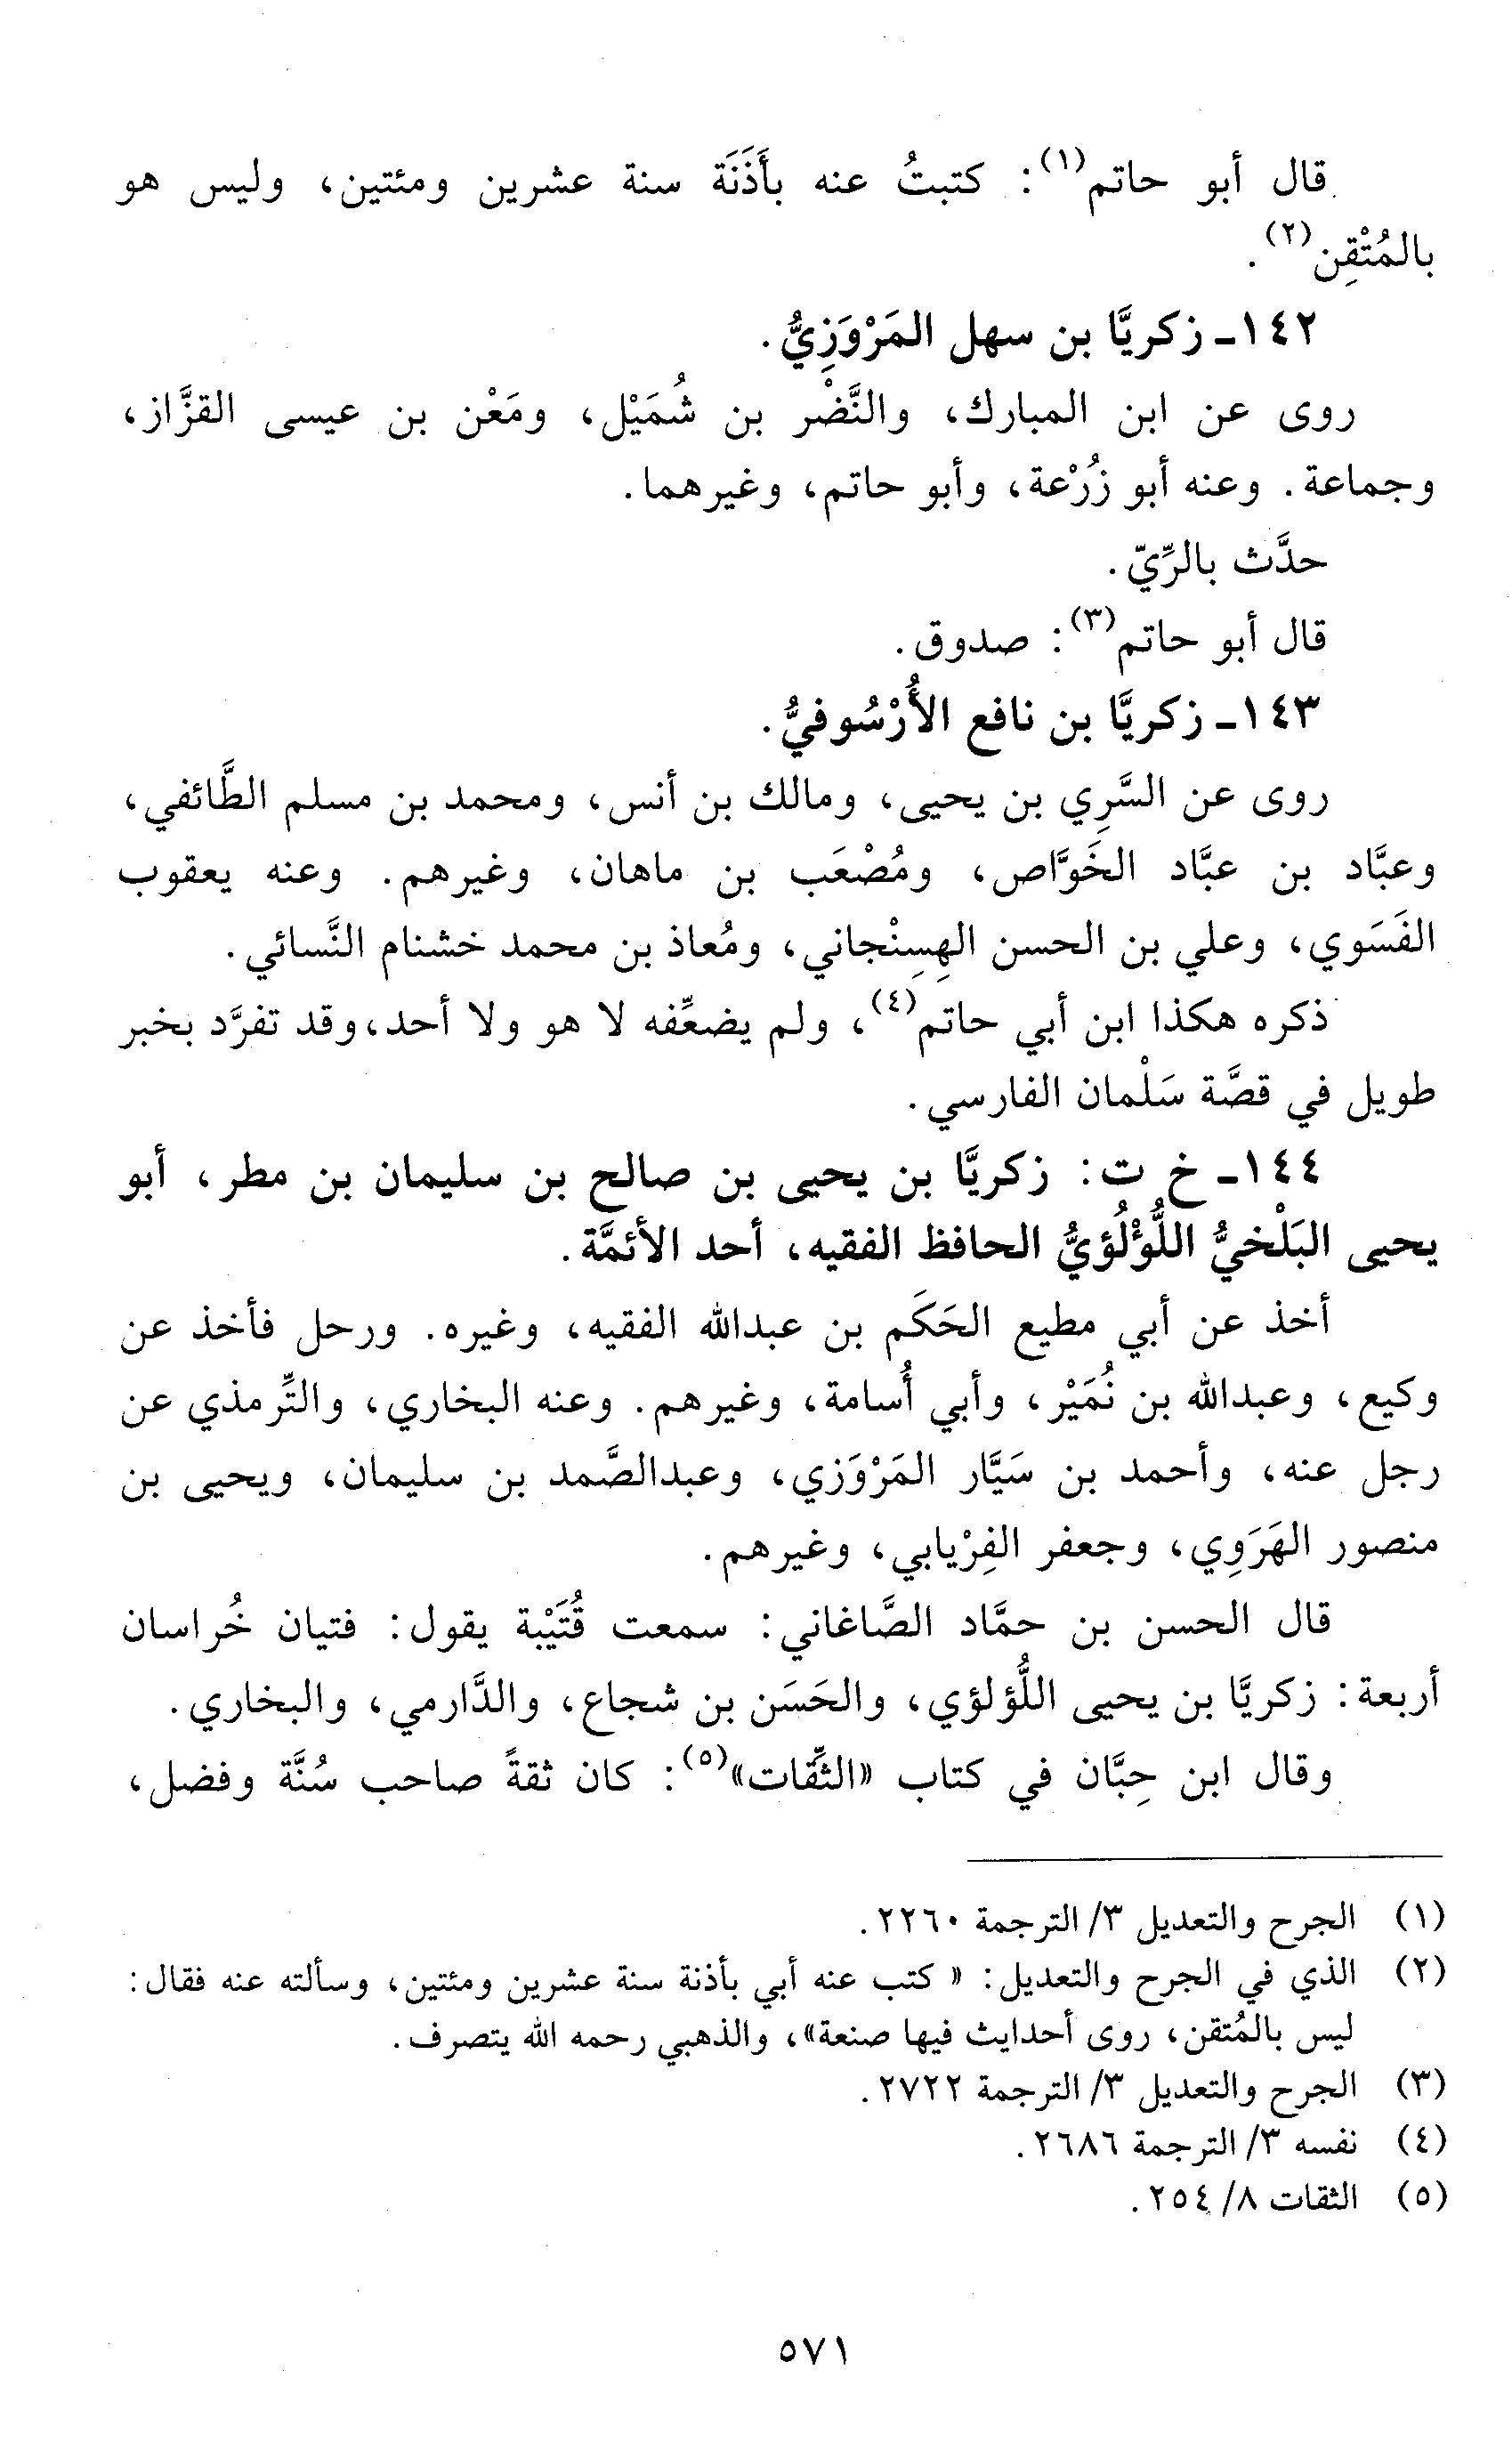 قال أبو حاتم(١): كتبتُ عنه بأَذَنَة سنة عشرين ومئتين، وليس هو
بالمُتْقِن(٢).
١٤٢ـ زكريَّا بن سهل المَرْوَزِيُّ.
روى عن ابن المبارك، والنَّضْر بن شُمَيْل، ومَعْن بن عيسى القزَّاز،
وجماعة. وعنه أبو زُرْعة، وأبو حاتم، وغيرهما.
حدَّث بالرِّيّ.
قال أبو حاتم(٣): صدوق.
١٤٣ـ زكريَّا بن نافع الأُرْسُوفيُّ.
روى عن السَّرِي بن يحيى، ومالك بن أنس، ومحمد بن مسلم الطَّائفي،
وعبَّاد بن عبَّاد الخَوَّاص، ومُصْعَب بن ماهان، وغيرهم. وعنه يعقوب
الفَسَوي، وعلي بن الحسن الهِسِنْجاني، ومُعاذ بن محمد خشنام النَّسائي.
ذكره هكذا ابن أبي حاتم(٤)، ولم يضعِّفه لا هو ولا أحد،وقد تفرَّد بخبر
طويل في قصَّة سَلْمان الفارسي.
١٤٤ـ خ ت: زكريَّا بن يحيى بن صالح بن سليمان بن مطر، أبو
يحيى البَلْخيُّ اللُّؤْلُؤيُّ الحافظ الفقيه، أحد الأئمَّة.
أخذ عن أبي مطيع الحَكَم بن عبدالله الفقيه، وغيره. ورحل فأخذ عن
وكيع، وعبدالله بن نُمَيْر، وأبي أُسامة، وغيرهم. وعنه البخاري، والتِّرمذي عن
رجل عنه، وأحمد بن سَيَّار المَرْوَزي، وعبدالصَّمد بن سليمان، ويحيى بن
منصور الهَرَوِي، وجعفر الفِرْيابي، وغيرهم.
قال الحسن بن حمَّاد الصَّاغاني: سمعت قُتَيْبة يقول: فتيان خُراسان
أربعة: زكريَّا بن يحيى اللُّؤلؤي، والحَسَن بن شجاع، والدَّارمي، والبخاري.
وقال ابن حِبَّان في كتاب «الثِّقات»(٥): كان ثقةً صاحب سُنَّة وفضل،
(١) الجرح والتعديل ٣/ الترجمة ٢٢٦٠.
(٢) الذي في الجرح والتعديل: « كتب عنه أبي بأذنة سنة عشرين ومئتين، وسألته عنه فقال:
ليس بالمُتقن، روى أحدايث فيها صنعة»، والذهبي رحمه الله يتصرف.
(٣) الجرح والتعديل ٣/ الترجمة ٢٧٢٢.
(٤) نفسه ٣/ الترجمة ٢٦٨٦.
(٥) الثقات ٨/ ٢٥٤.
٥٧١